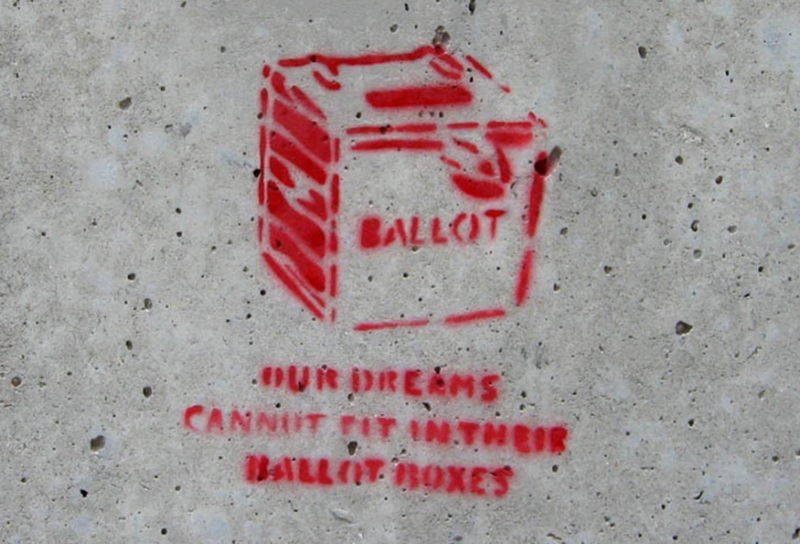 BALLOT
OUR DREAMS
CANNOT FIT IN THEIR
BALLOT BOXES